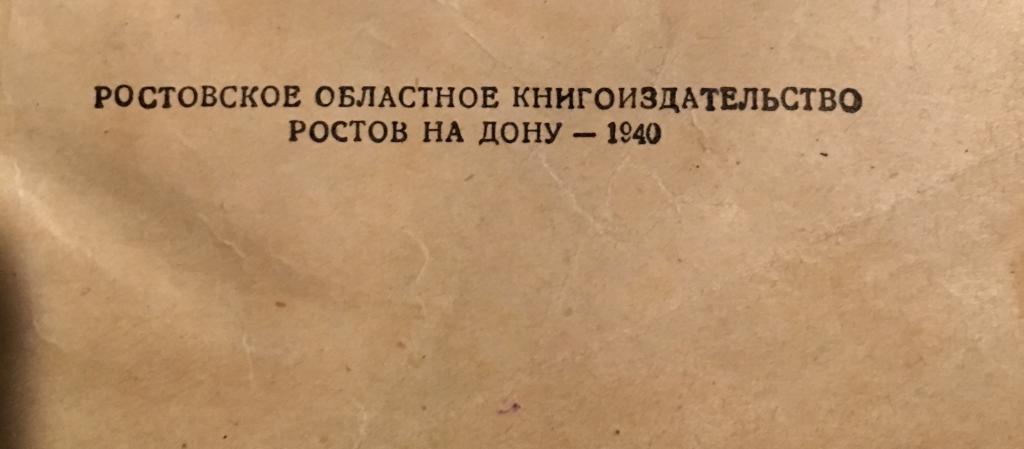 РОСТОВСКОЕ ОБЛАСТНОЕ КНИГОИЗДАТЕЛЬСТВО
РОСТОВ НА ДОНУ — 1940